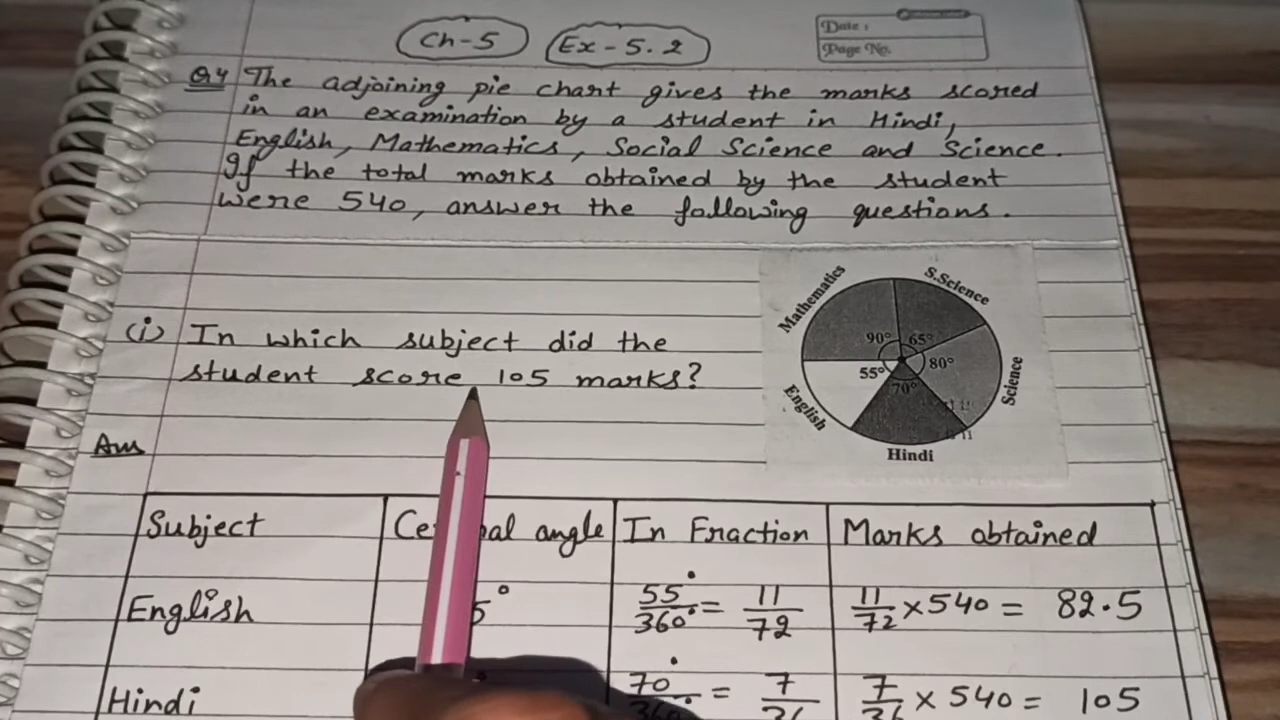 Ch-5 Ex-5.2
Date :
Page No.
Q4 The adjoining pie chart gives the marks scored
in an examination by a student in Hindi,
English, Mathematics, Social Science and Science.
If the total marks obtained by the student
were 540, answer the following questions.
(i) In which subject did the
student score 105 marks?
Mathematics
S.Science
90° 65°
80°
55°
70°
Science
English
Hindi
Ans
Subject In Fraction Marks obtained
angle
English 55°/360° = 11/72 11/72 × 540 = 82.5
Hindi 70°/360° = 7/36 7/36 × 540 = 105